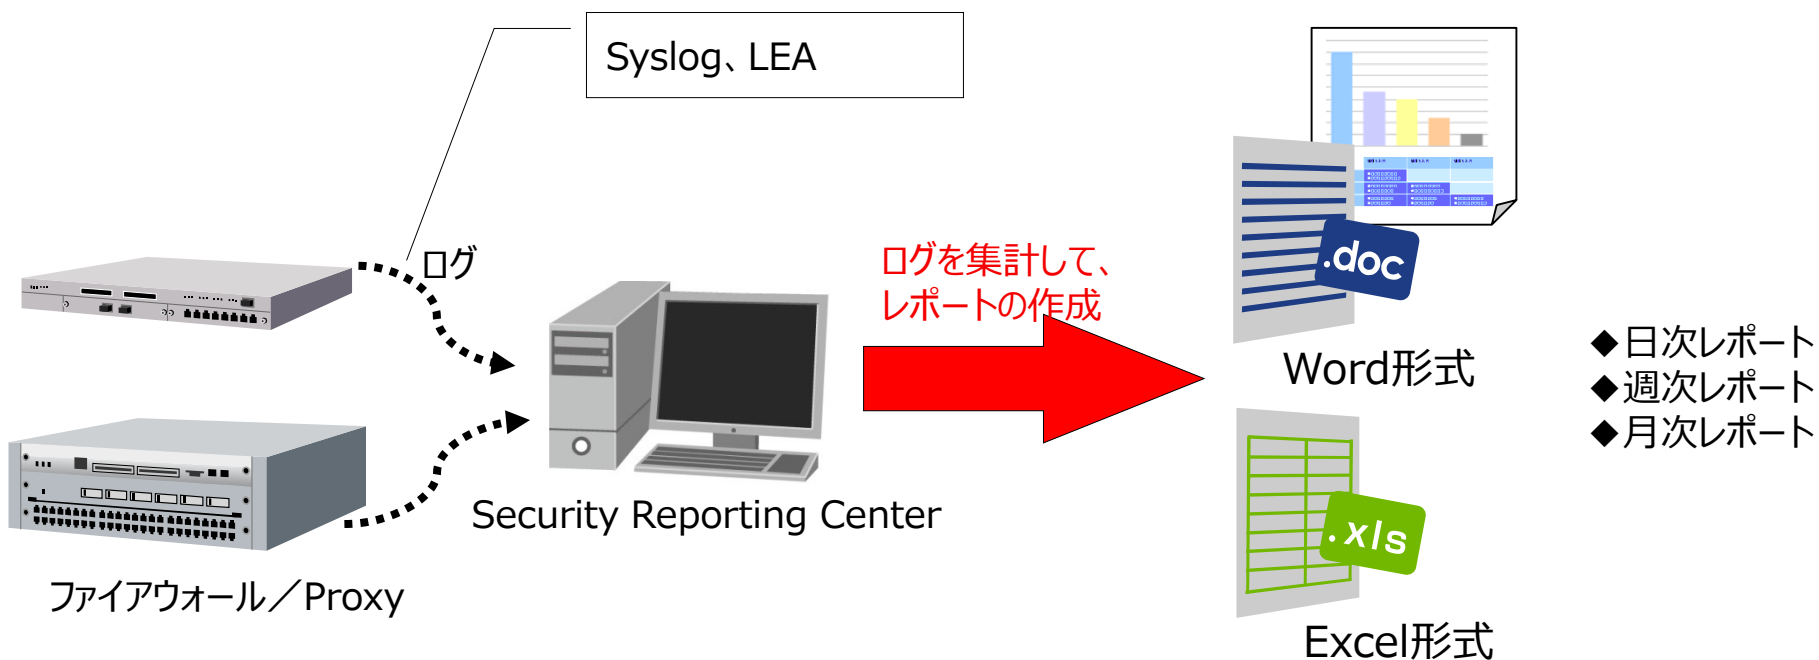 Syslog、LEA
ログ
ログを集計して、
レポートの作成
.doc
Word形式
◆日次レポート
◆週次レポート
◆月次レポート
Security Reporting Center
.xls
ファイアウォール／Proxy
Excel形式